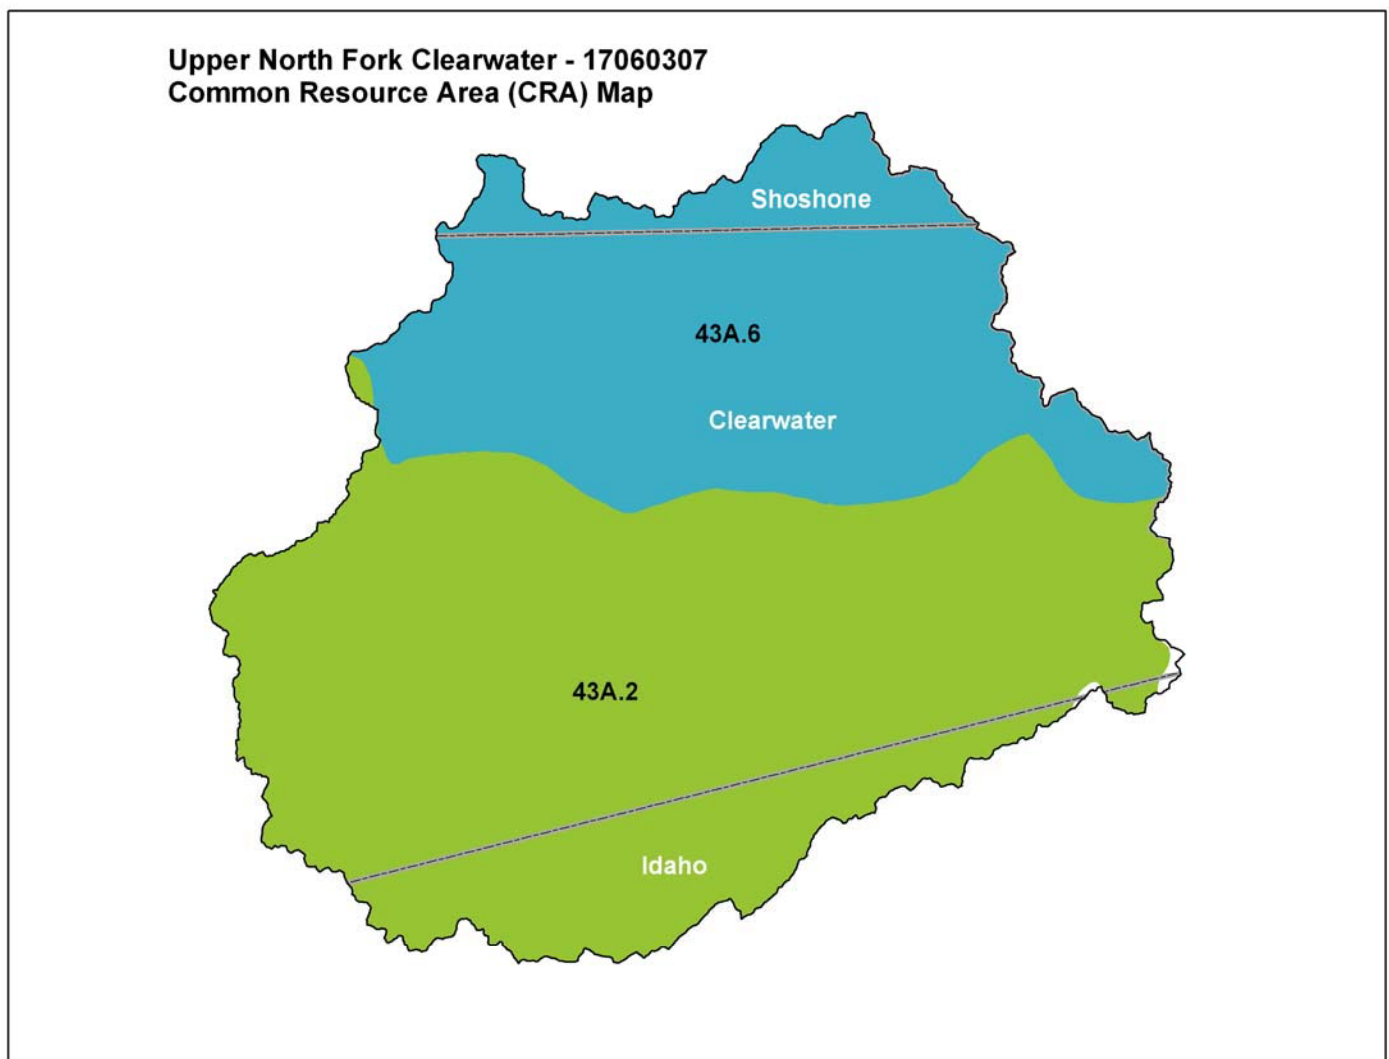 Upper North Fork Clearwater - 17060307
Common Resource Area (CRA) Map
Shoshone
43A.6
Clearwater
43A.2
Idaho